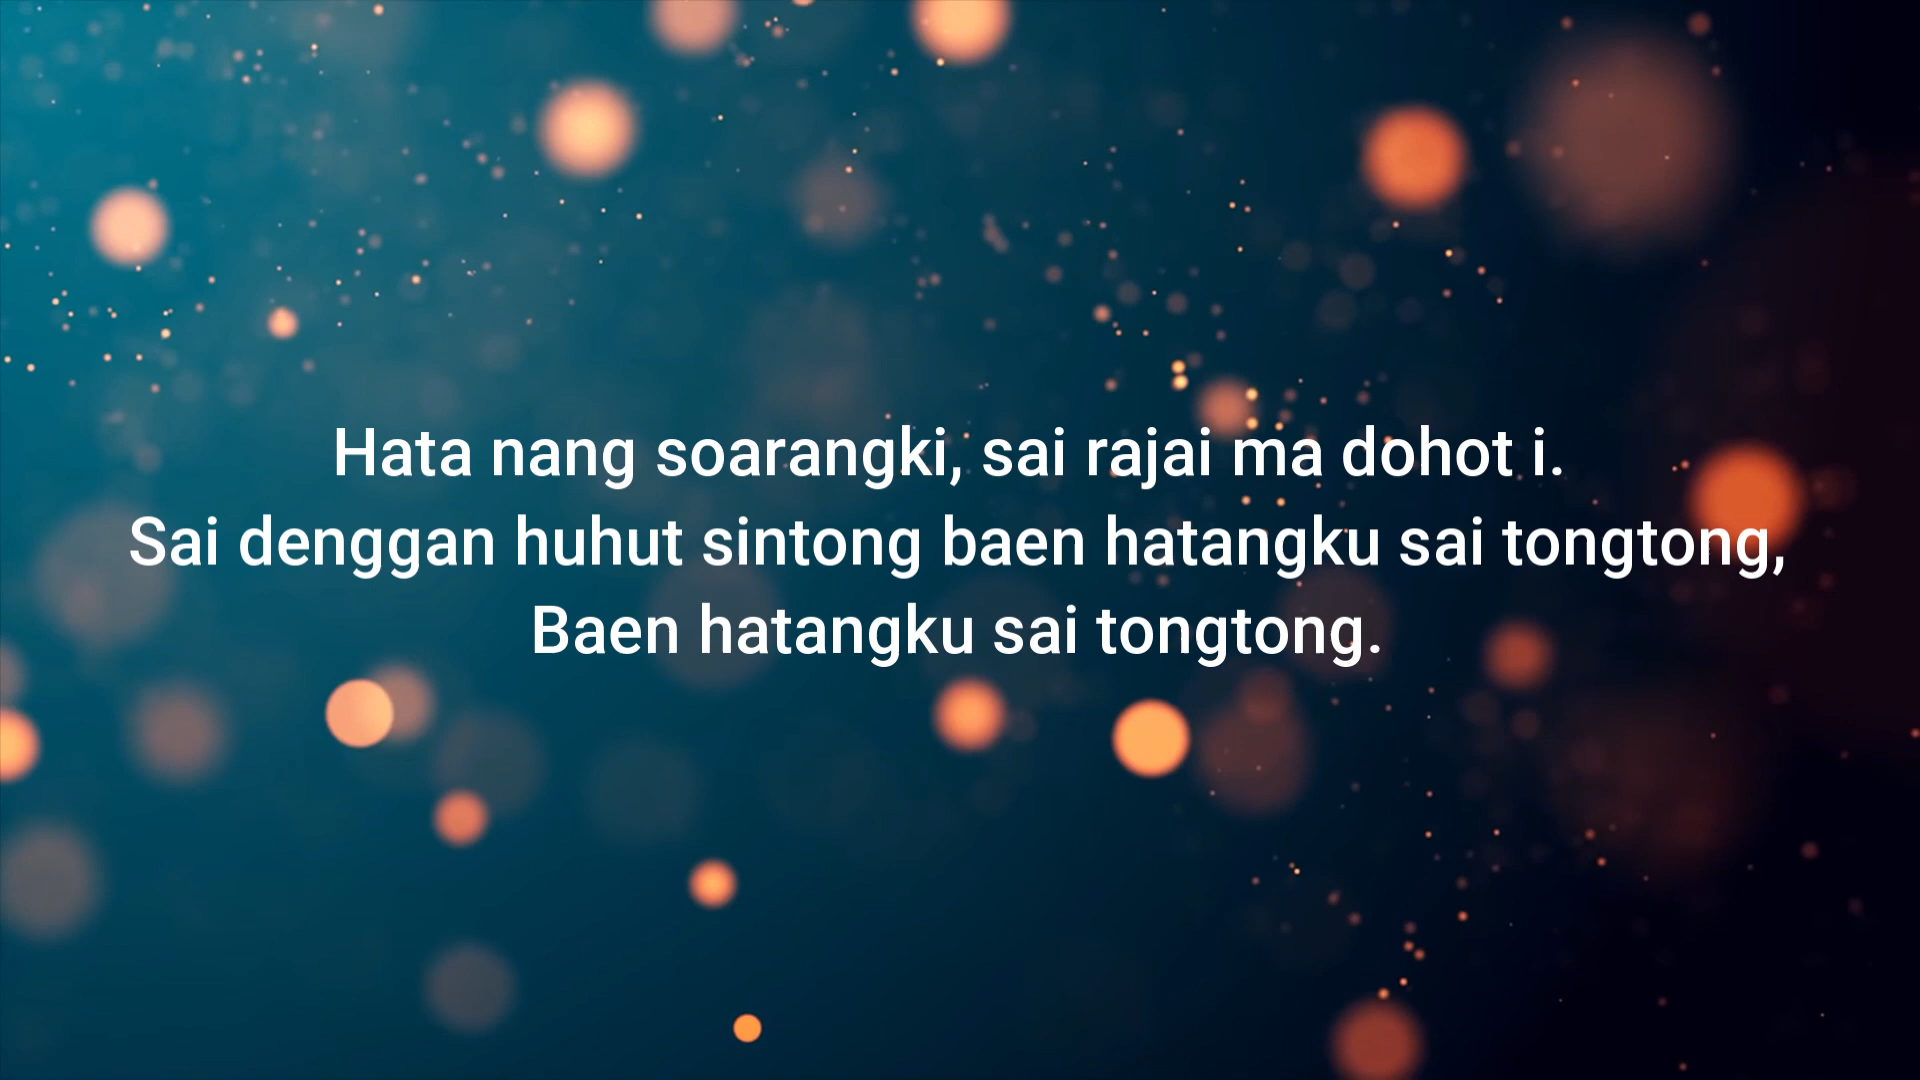 Hata nang soarangki, sai rajai ma dohot i.
Sai denggan huhut sintong baen hatangku sai tongtong,
Baen hatangku sai tongtong.